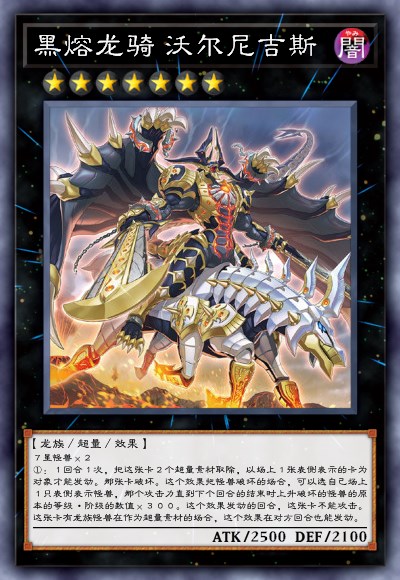 黑熔龙骑 沃尔尼吉斯
やみ
闇
【龙族／超量／效果】
７星怪兽×２
①：１回合１次，把这张卡２个超量素材取除，以场上１张表侧表示的卡为
对象才能发动。那张卡破坏。这个效果把怪兽破坏的场合，可以选自己场上
１只表侧表示怪兽，那个攻击力直到下个回合的结束时上升破坏的怪兽的原
本的等级・阶级的数值×３００。这个效果发动的回合，这张卡不能攻击。
这张卡有龙族怪兽在作为超量素材的场合，这个效果在对方回合也能发动。
ATK/2500 DEF/2100